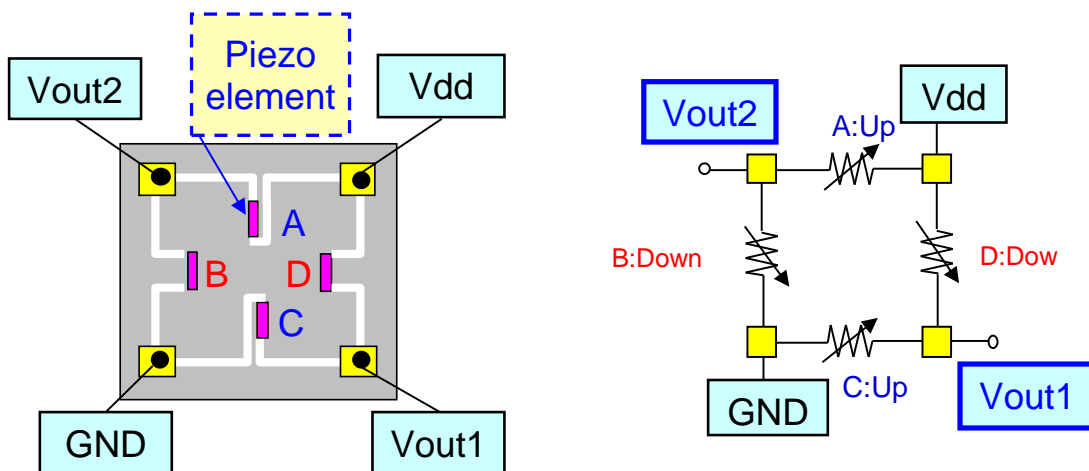 Piezo
element
Vout2
Vdd
A
B
D
C
GND
Vout1
Vout2
Vdd
A:Up
B:Down
D:Dow
C:Up
GND
Vout1